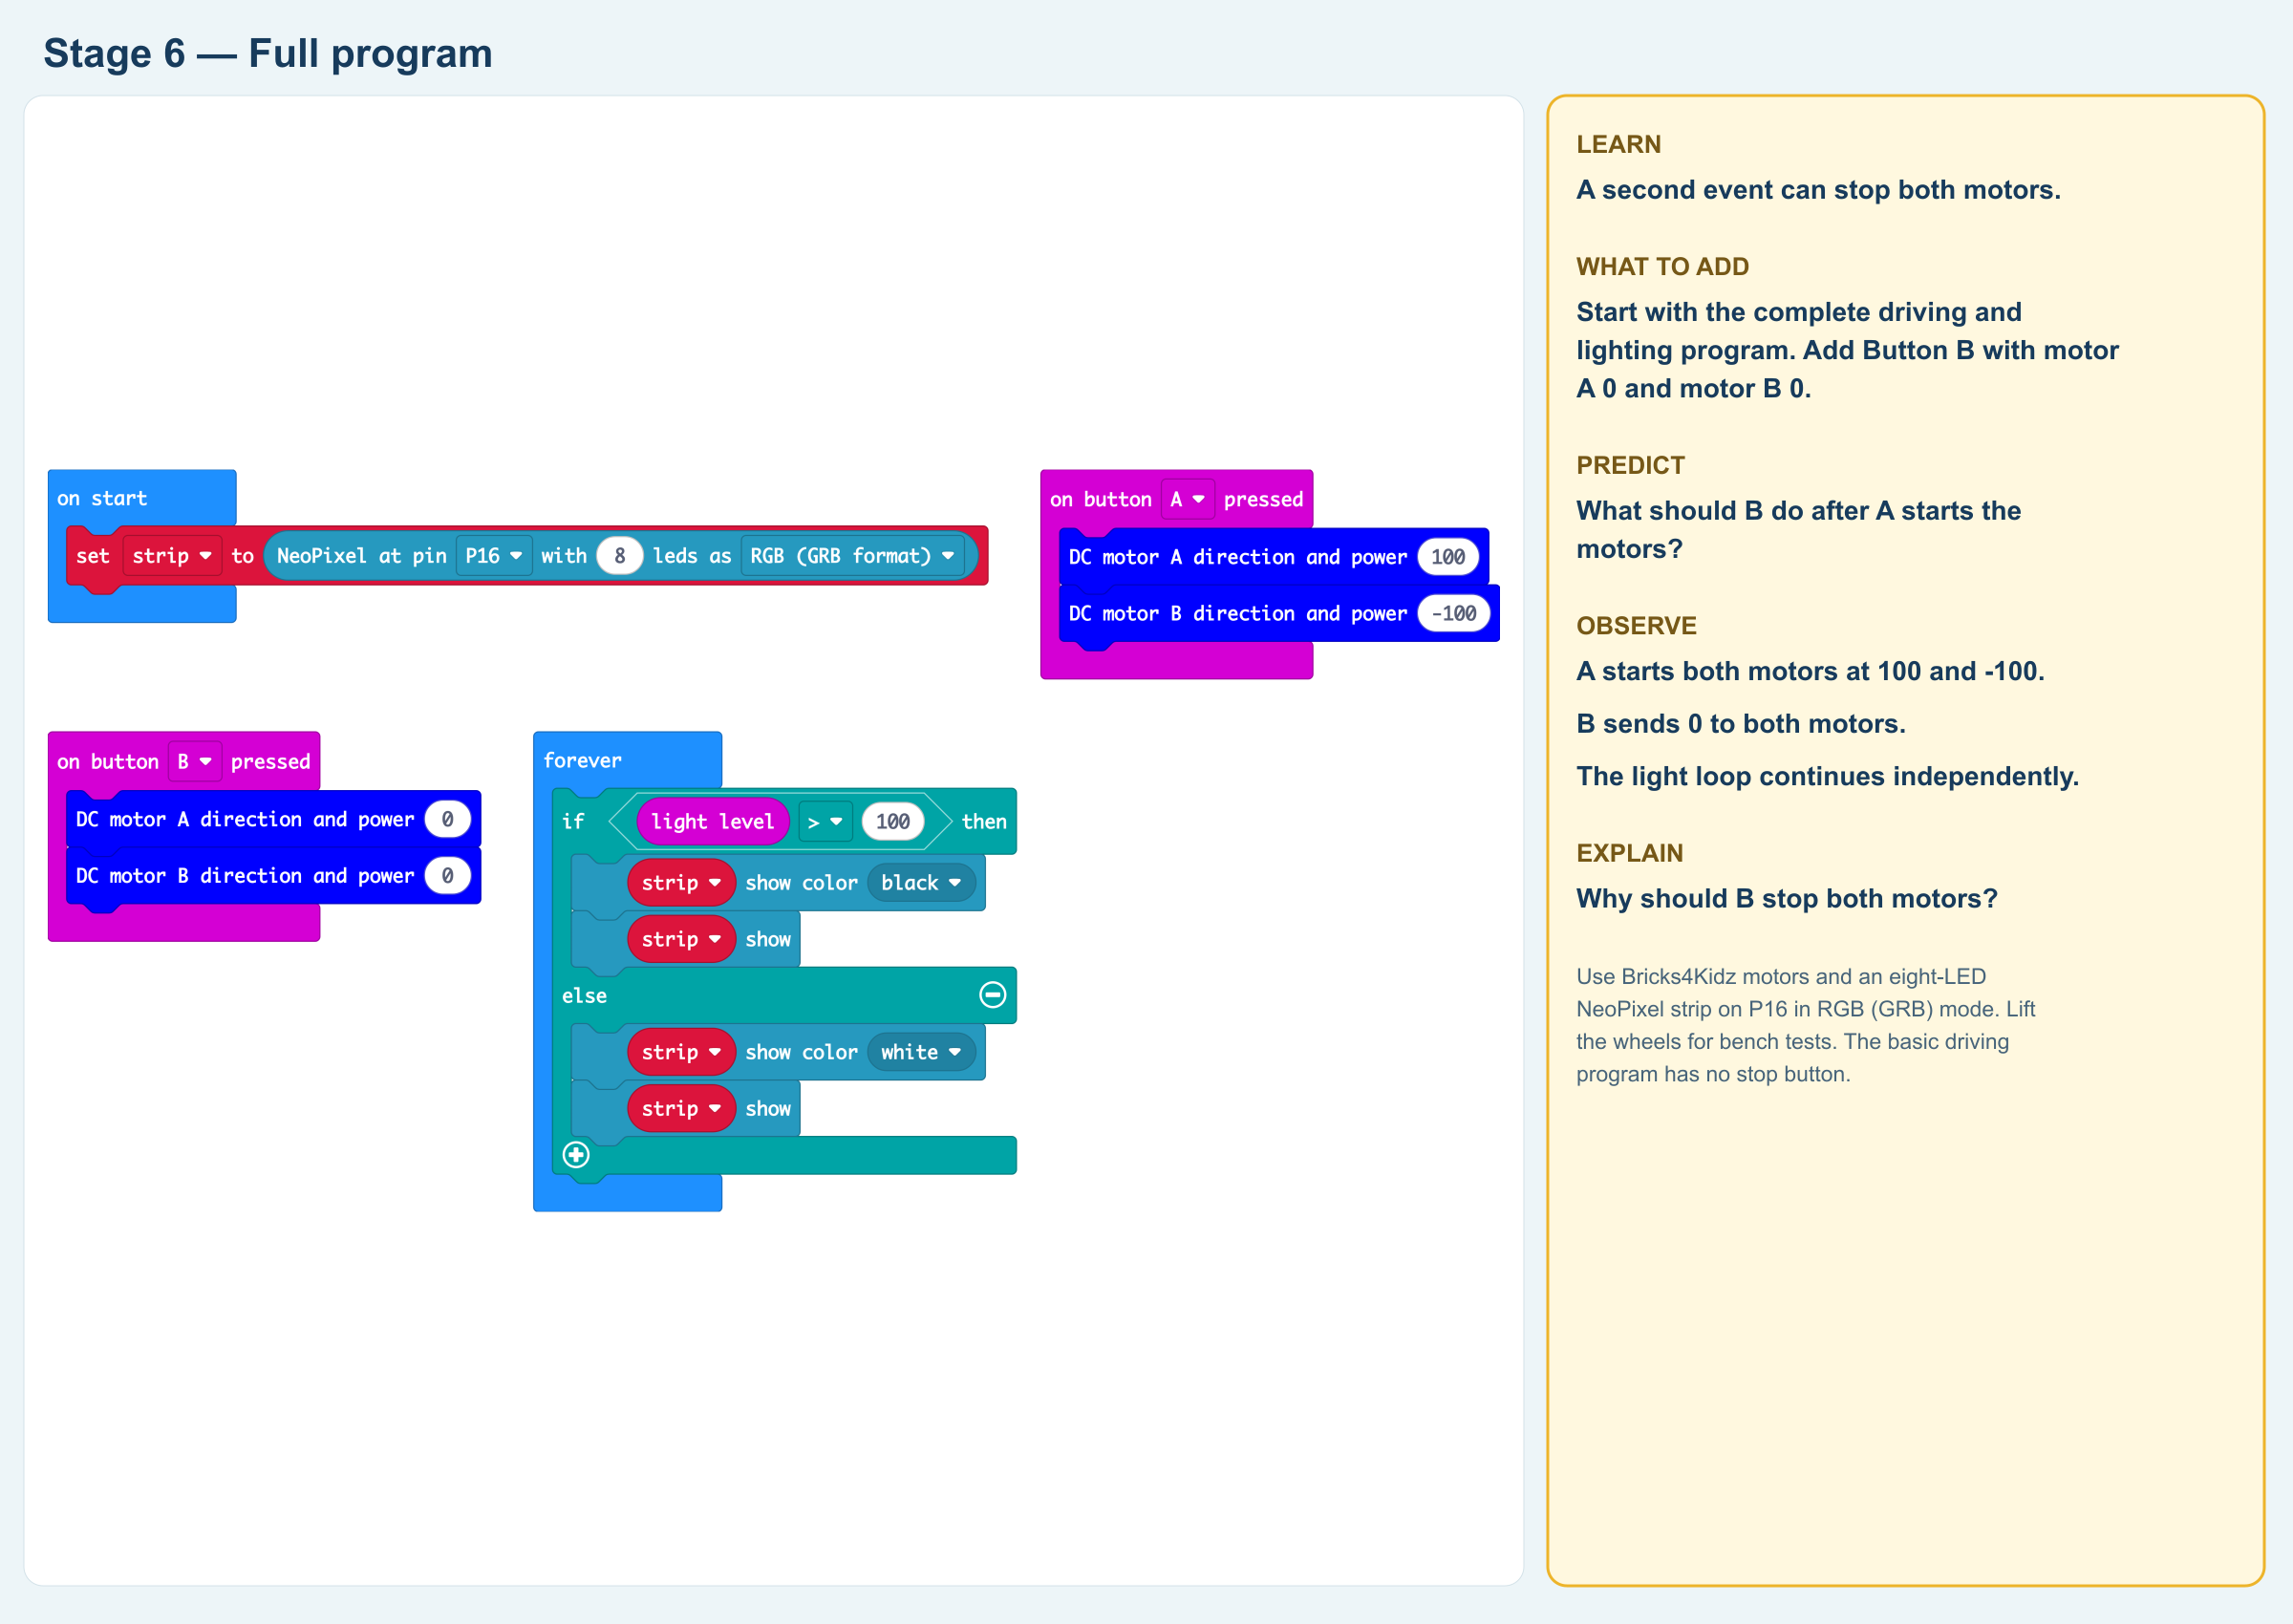 Stage 6 — Full program
on start
set strip to NeoPixel at pin P16 with 8 leds as RGB (GRB format)
on button A pressed
DC motor A direction and power 100
DC motor B direction and power -100
on button B pressed
DC motor A direction and power 0
DC motor B direction and power 0
forever
if light level > 100 then
strip show color black
strip show
else
strip show color white
strip show
LEARN
A second event can stop both motors.
WHAT TO ADD
Start with the complete driving and
lighting program. Add Button B with motor
A 0 and motor B 0.
PREDICT
What should B do after A starts the
motors?
OBSERVE
A starts both motors at 100 and -100.
B sends 0 to both motors.
The light loop continues independently.
EXPLAIN
Why should B stop both motors?
Use Bricks4Kidz motors and an eight-LED
NeoPixel strip on P16 in RGB (GRB) mode. Lift
the wheels for bench tests. The basic driving
program has no stop button.